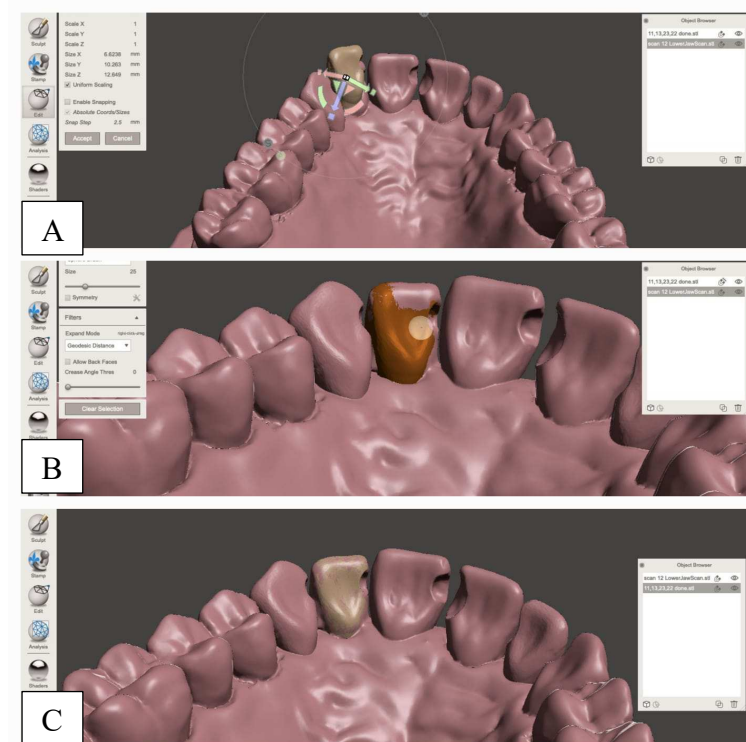 Scale X 1
Scale Y 1
Scale Z 1
Size X 6.6236 mm
Size Y 10.263 mm
Size Z 12.649 mm
Uniform Scaling
Enable Snapping
Absolute Coords/Sizes
Snap Step 2.5 mm
Accept Cancel
Sculpt
Stamp
Edit
Analysis
Shaders
Object Browser
11,13,23,22 done.stl
scan 12 LowerJawScan.stl
A
Size 25
Symmetry
Filters
Expand Mode
Geodesic Distance
Allow Back Faces
Crease Angle Thres 0
Clear Selection
Sculpt
Stamp
Edit
Analysis
Shaders
Object Browser
11,13,23,22 done.stl
scan 12 LowerJawScan.stl
B
Sculpt
Stamp
Edit
Analysis
Shaders
Object Browser
scan 12 LowerJawScan.stl
11,13,23,22 done.stl
C